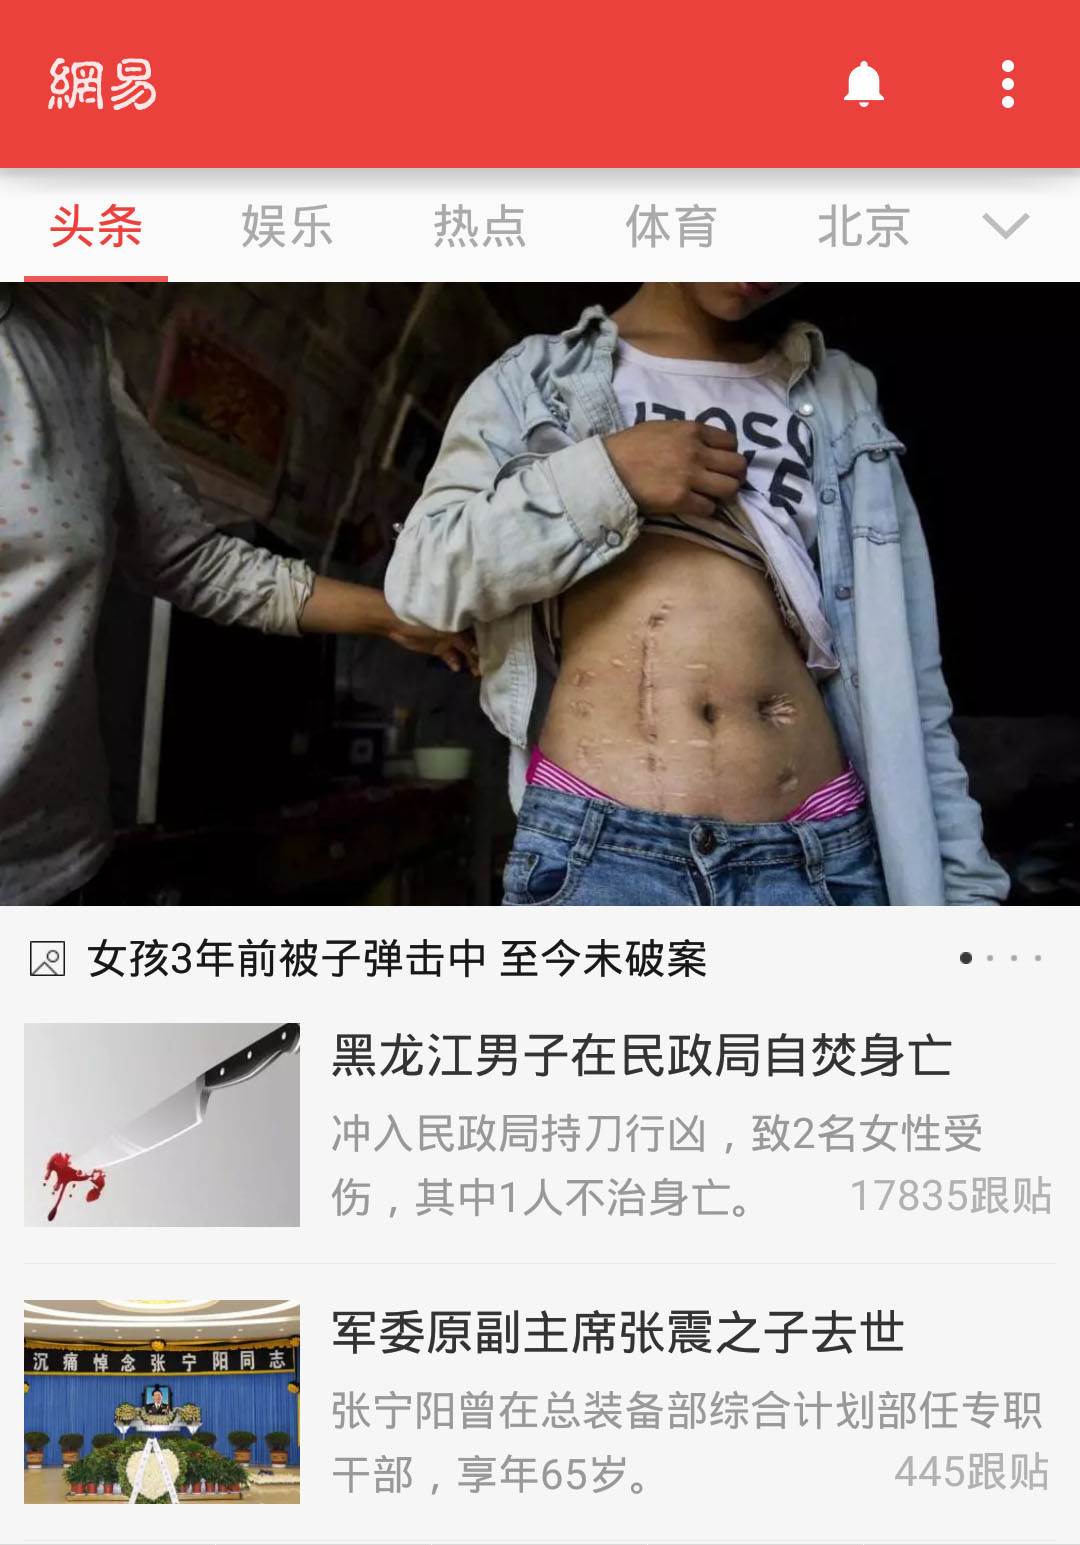 網易
头条 娱乐 热点 体育 北京
女孩3年前被子弹击中 至今未破案
黑龙江男子在民政局自焚身亡
冲入民政局持刀行凶，致2名女性受
伤，其中1人不治身亡。 17835跟贴
沉痛悼念张宁阳同志
军委原副主席张震之子去世
张宁阳曾在总装备部综合计划部任专职
干部，享年65岁。 445跟贴